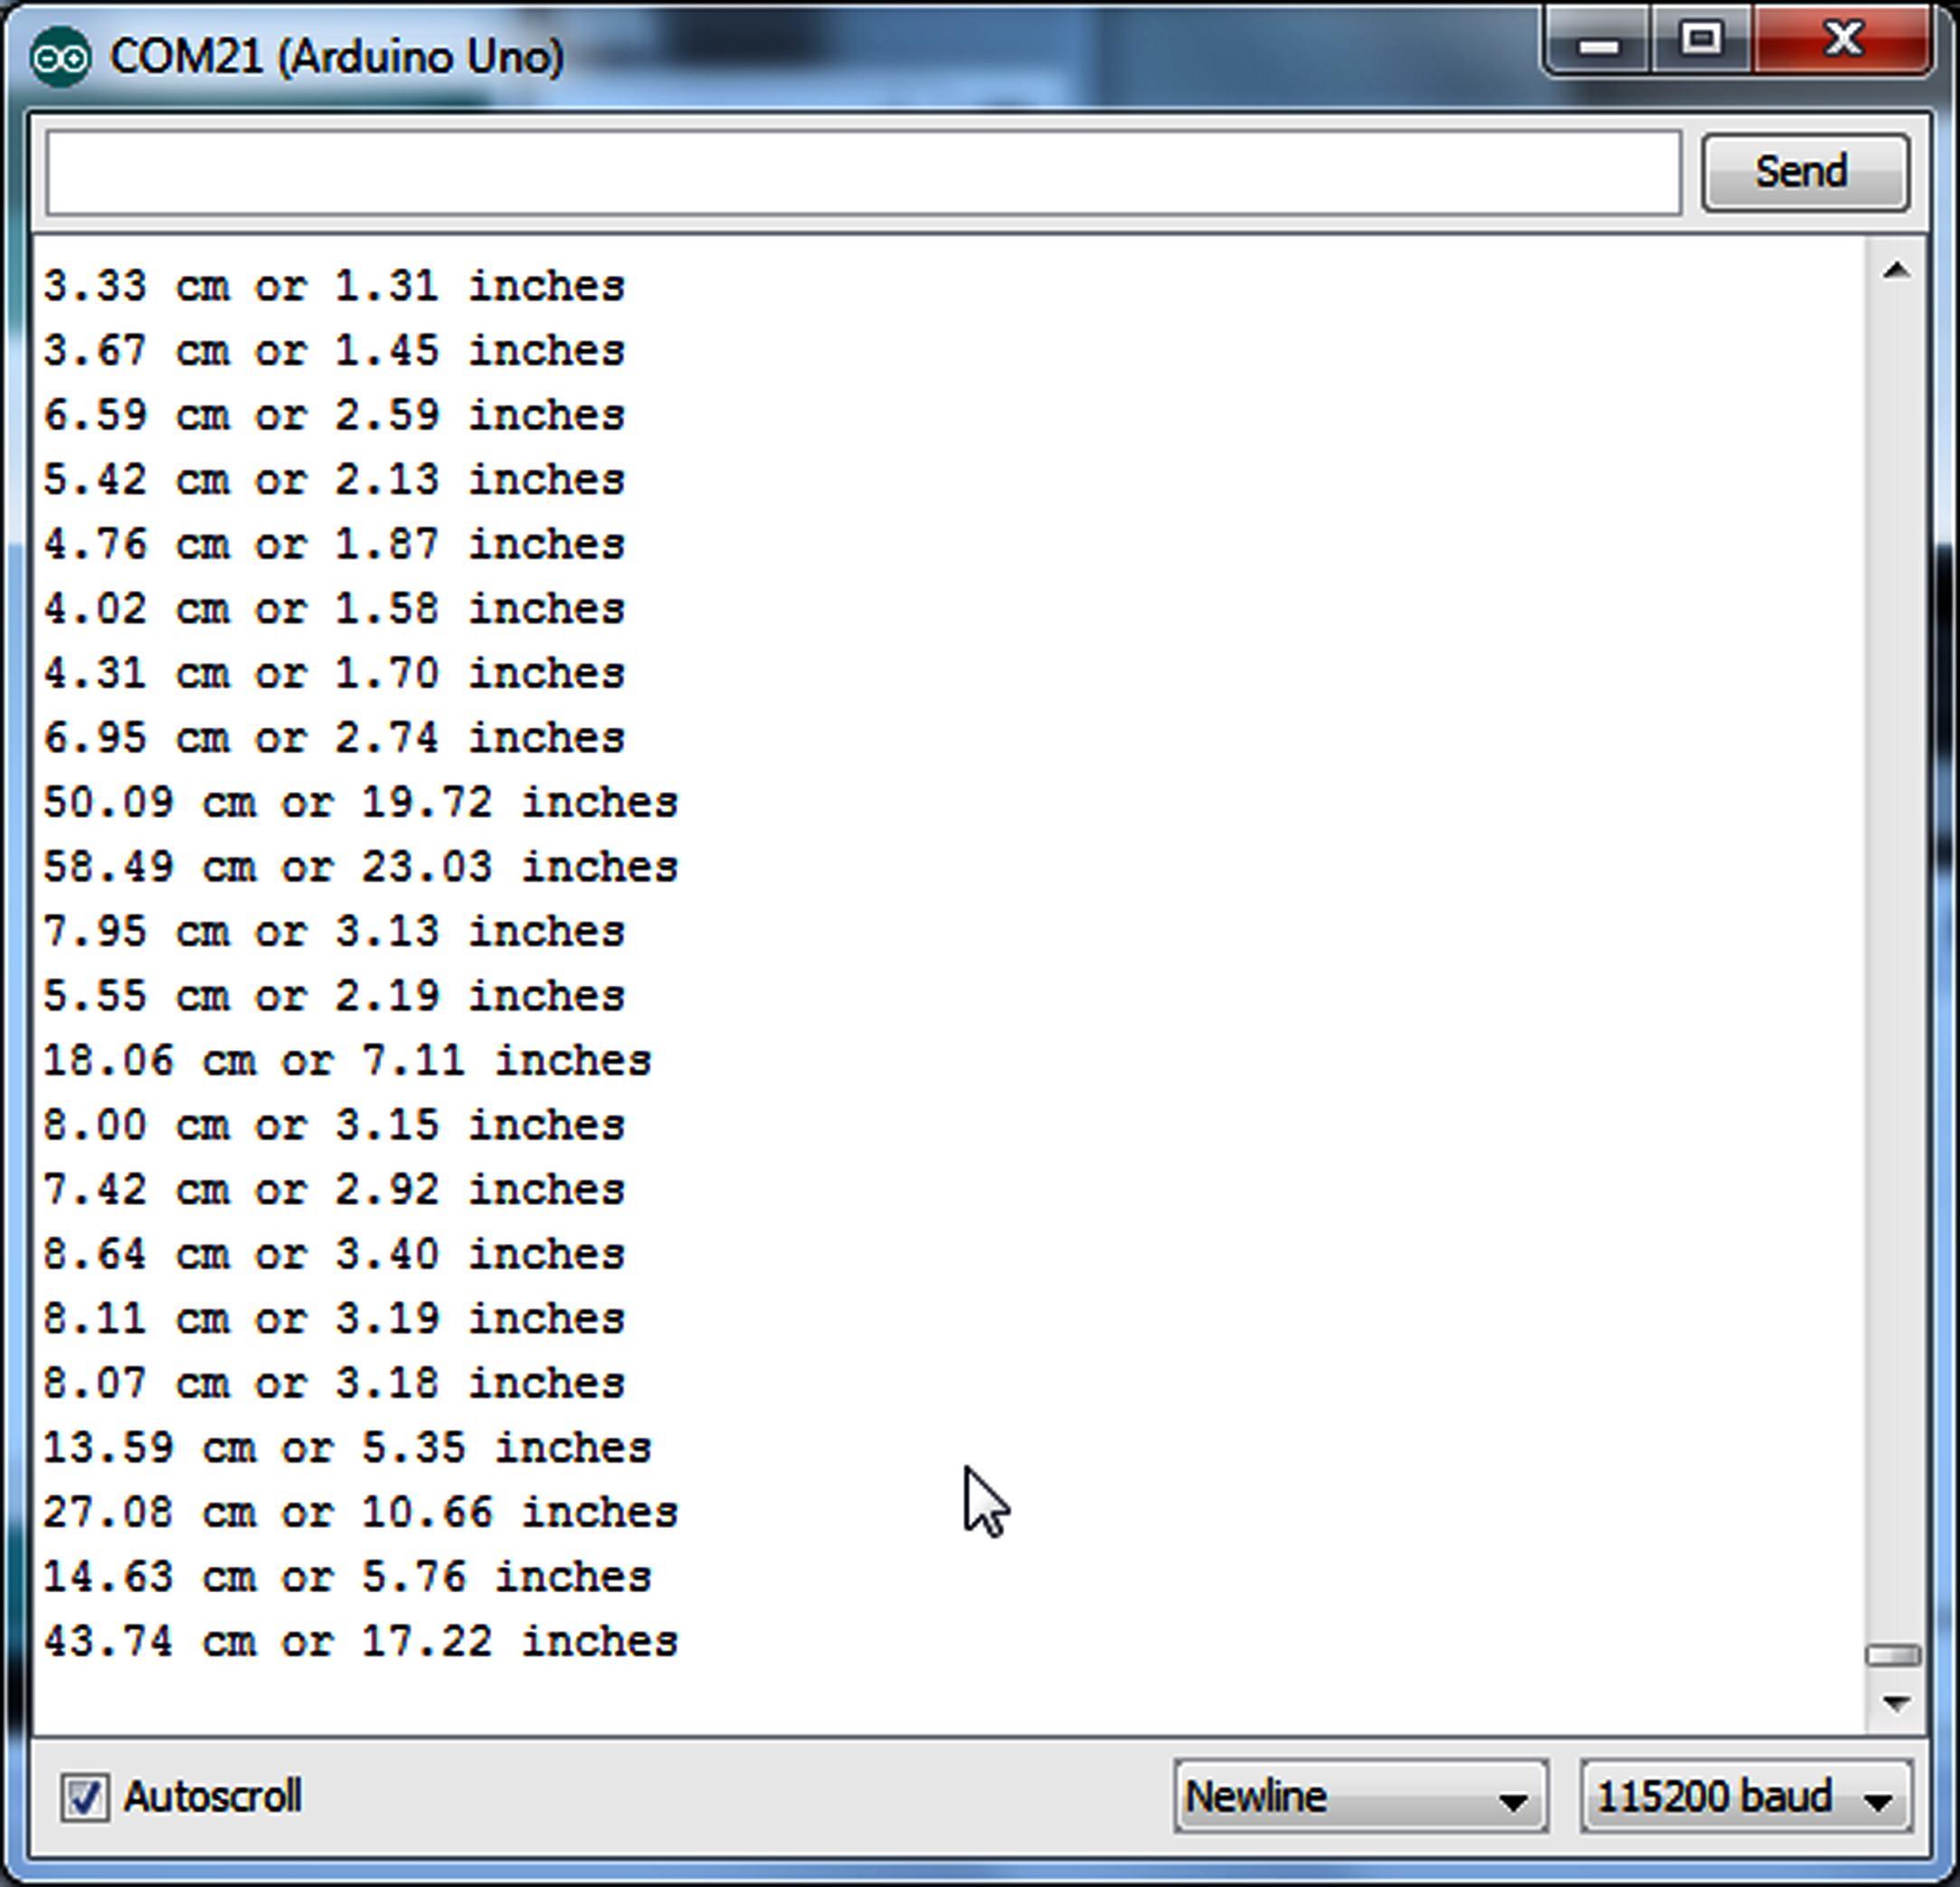 COM21 (Arduino Uno)
Send
3.33 cm or 1.31 inches
3.67 cm or 1.45 inches
6.59 cm or 2.59 inches
5.42 cm or 2.13 inches
4.76 cm or 1.87 inches
4.02 cm or 1.58 inches
4.31 cm or 1.70 inches
6.95 cm or 2.74 inches
50.09 cm or 19.72 inches
58.49 cm or 23.03 inches
7.95 cm or 3.13 inches
5.55 cm or 2.19 inches
18.06 cm or 7.11 inches
8.00 cm or 3.15 inches
7.42 cm or 2.92 inches
8.64 cm or 3.40 inches
8.11 cm or 3.19 inches
8.07 cm or 3.18 inches
13.59 cm or 5.35 inches
27.08 cm or 10.66 inches
14.63 cm or 5.76 inches
43.74 cm or 17.22 inches
Autoscroll Newline 115200 baud